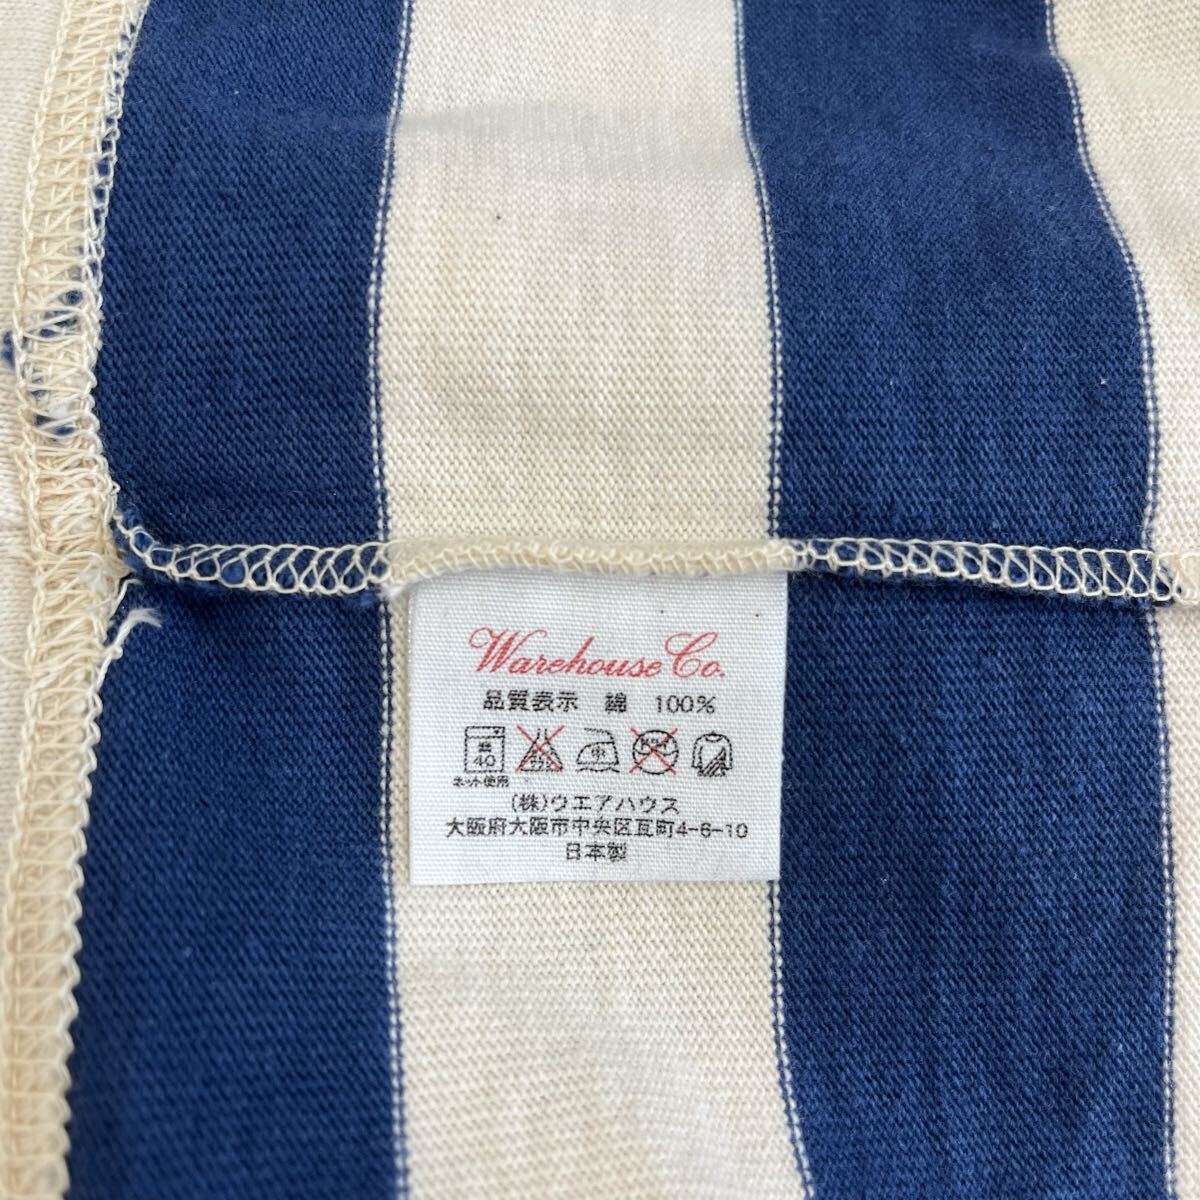 Warehouse Co.
品質表示 綿 100%
40 中
ネット使用
(株)ウエアハウス
大阪府大阪市中央区瓦町4-6-10
日本製